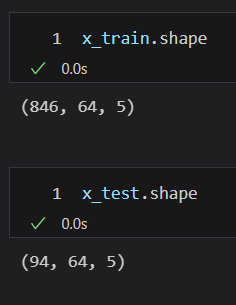 1 x_train.shape
0.0s
(846, 64, 5)
1 x_test.shape
0.0s
(94, 64, 5)